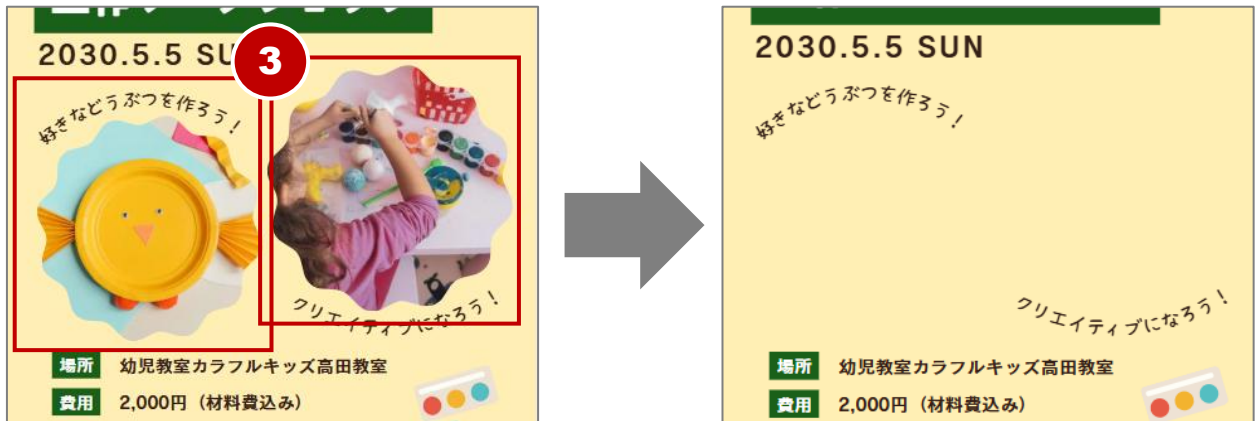 2030.5.5 SU
3
好きなどうぶつを作ろう！
クリエイティブになろう！
場所 幼児教室カラフルキッズ高田教室
費用 2,000円（材料費込み）
2030.5.5 SUN
好きなどうぶつを作ろう！
クリエイティブになろう！
場所 幼児教室カラフルキッズ高田教室
費用 2,000円（材料費込み）